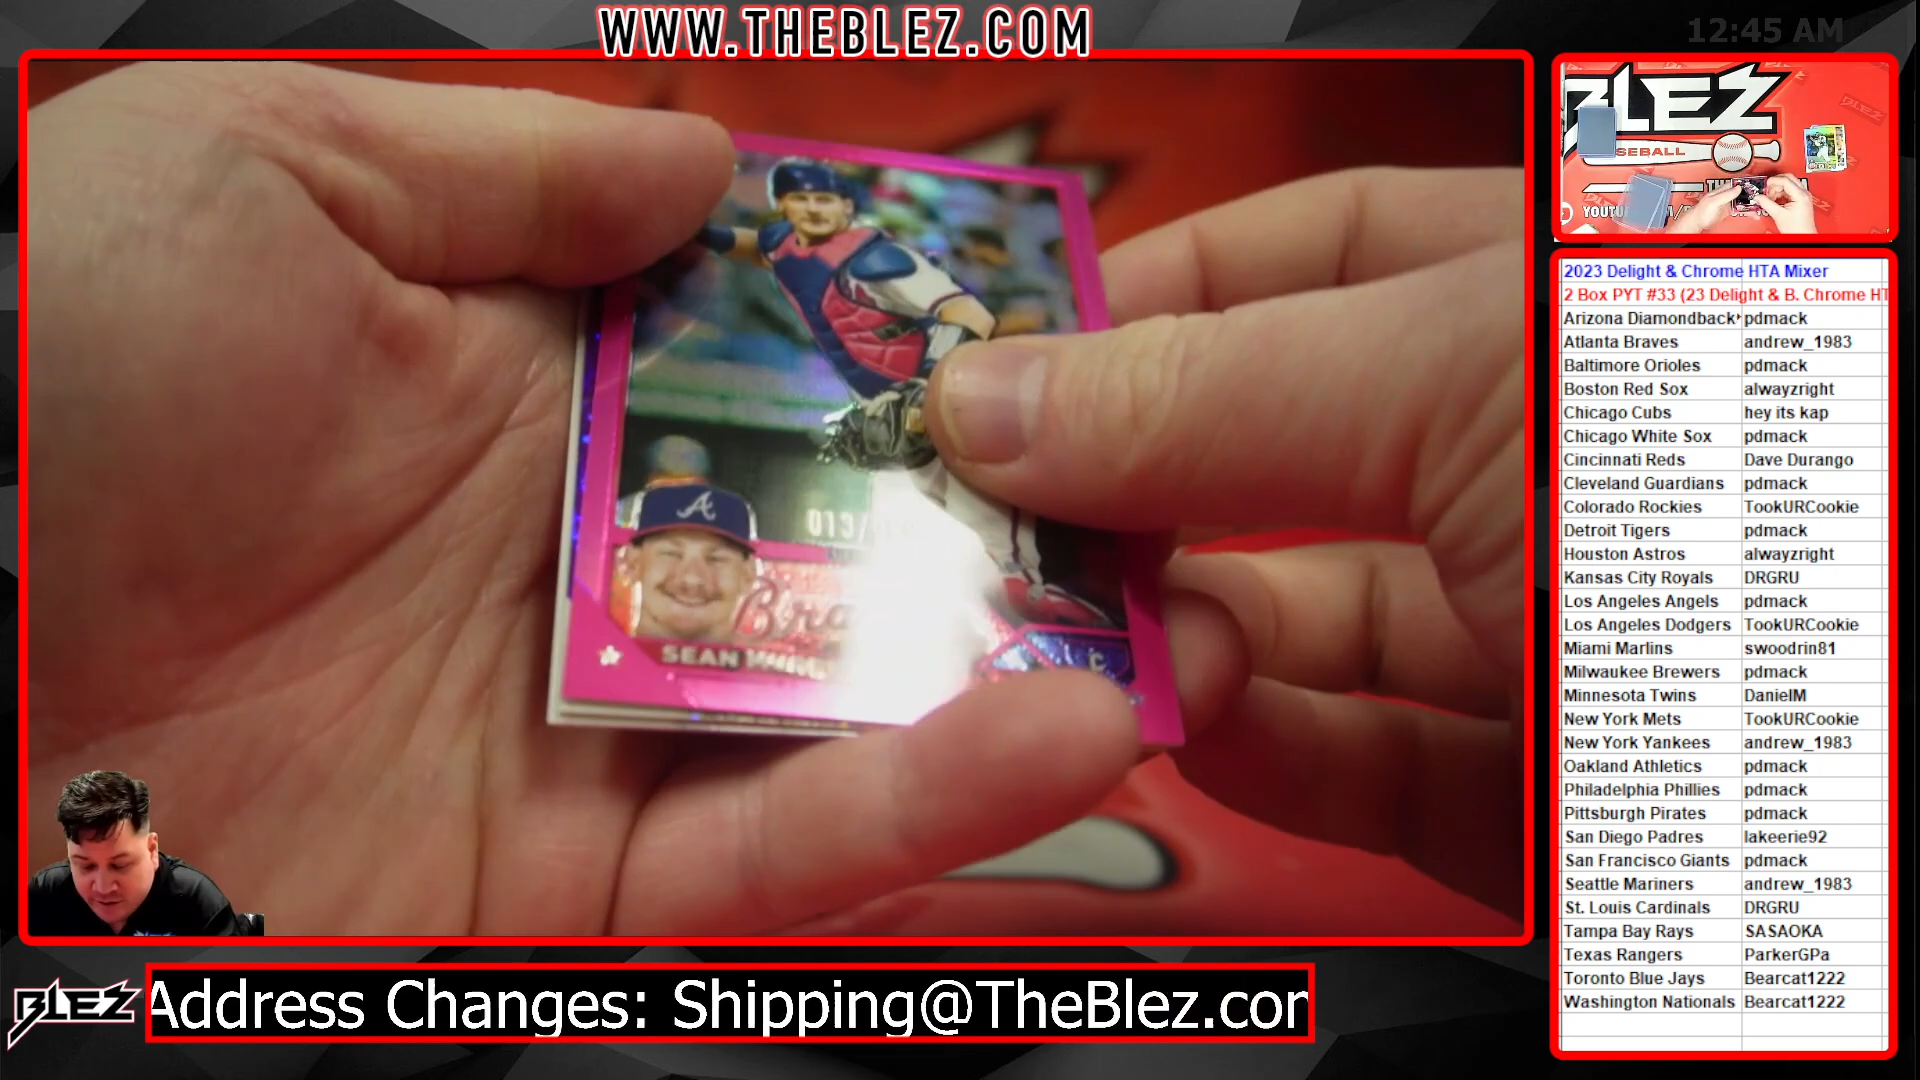 WWW.THEBLEZ.COM
12:45 AM
BLEZ
BLEZ
SEBALL
YOUTU
2023 Delight & Chrome HTA Mixer
2 Box PYT #33 (23 Delight & B. Chrome HT
Arizona Diamondback pdmack
Atlanta Braves andrew_1983
Baltimore Orioles pdmack
Boston Red Sox alwayzright
Chicago Cubs hey its kap
Chicago White Sox pdmack
Cincinnati Reds Dave Durango
Cleveland Guardians pdmack
Colorado Rockies TookURCookie
Detroit Tigers pdmack
Houston Astros alwayzright
Kansas City Royals DRGRU
Los Angeles Angels pdmack
Los Angeles Dodgers TookURCookie
Miami Marlins swoodrin81
Milwaukee Brewers pdmack
Minnesota Twins DanielM
New York Mets TookURCookie
New York Yankees andrew_1983
Oakland Athletics pdmack
Philadelphia Phillies pdmack
Pittsburgh Pirates pdmack
San Diego Padres lakeerie92
San Francisco Giants pdmack
Seattle Mariners andrew_1983
St. Louis Cardinals DRGRU
Tampa Bay Rays SASAOKA
Texas Rangers ParkerGPa
Toronto Blue Jays Bearcat1222
Washington Nationals Bearcat1222
A
013/
Bra
SEAN
C
BLEZ
Address Changes: Shipping@TheBlez.com